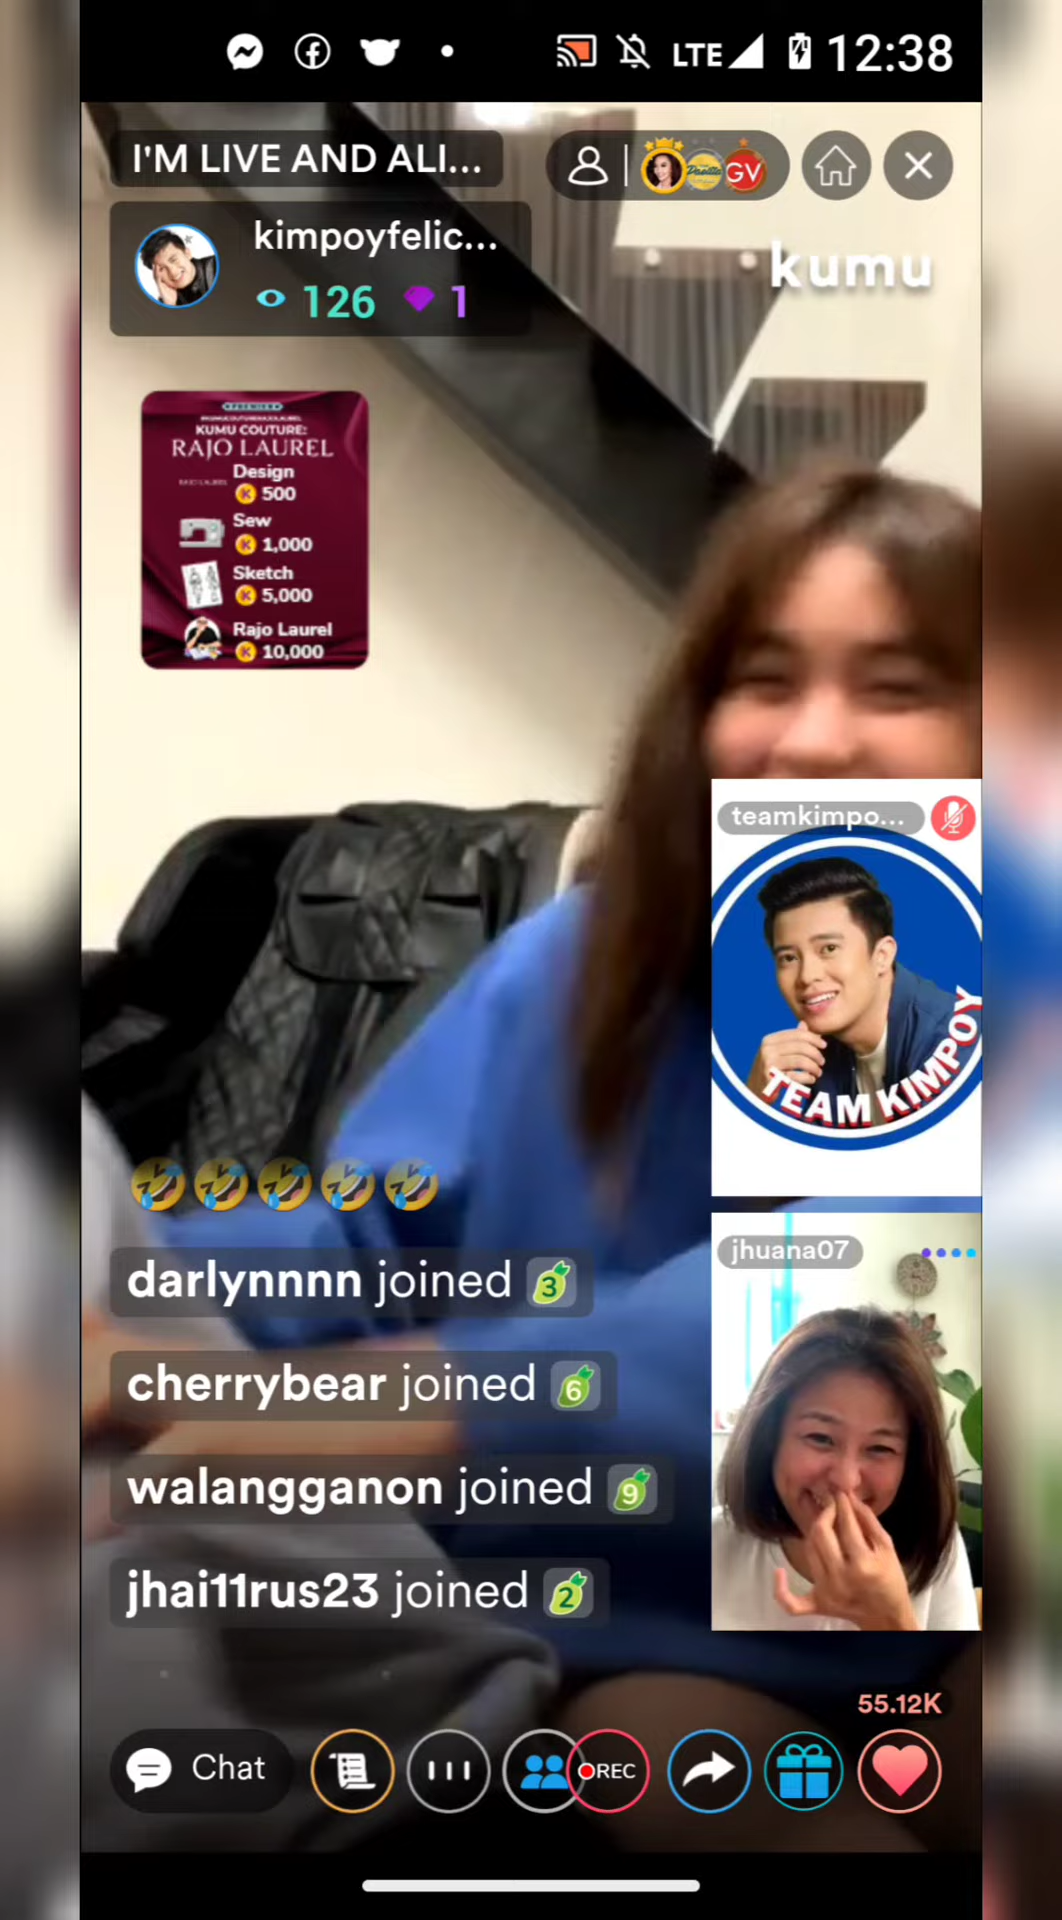 LTE 12:38
I'M LIVE AND ALI...
GV
kimpoyfelic...
126 1
kumu
KUMU COUTURE:
RAJO LAUREL
Design
RAJO LAUREL
K 500
Sew
K 1,000
Sketch
K 5,000
Rajo Laurel
K 10,000
teamkimpo...
TEAM KIMPOY
jhuana07
darlynnnn joined 3
cherrybear joined 6
walangganon joined 9
jhai11rus23 joined 2
55.12K
Chat
REC